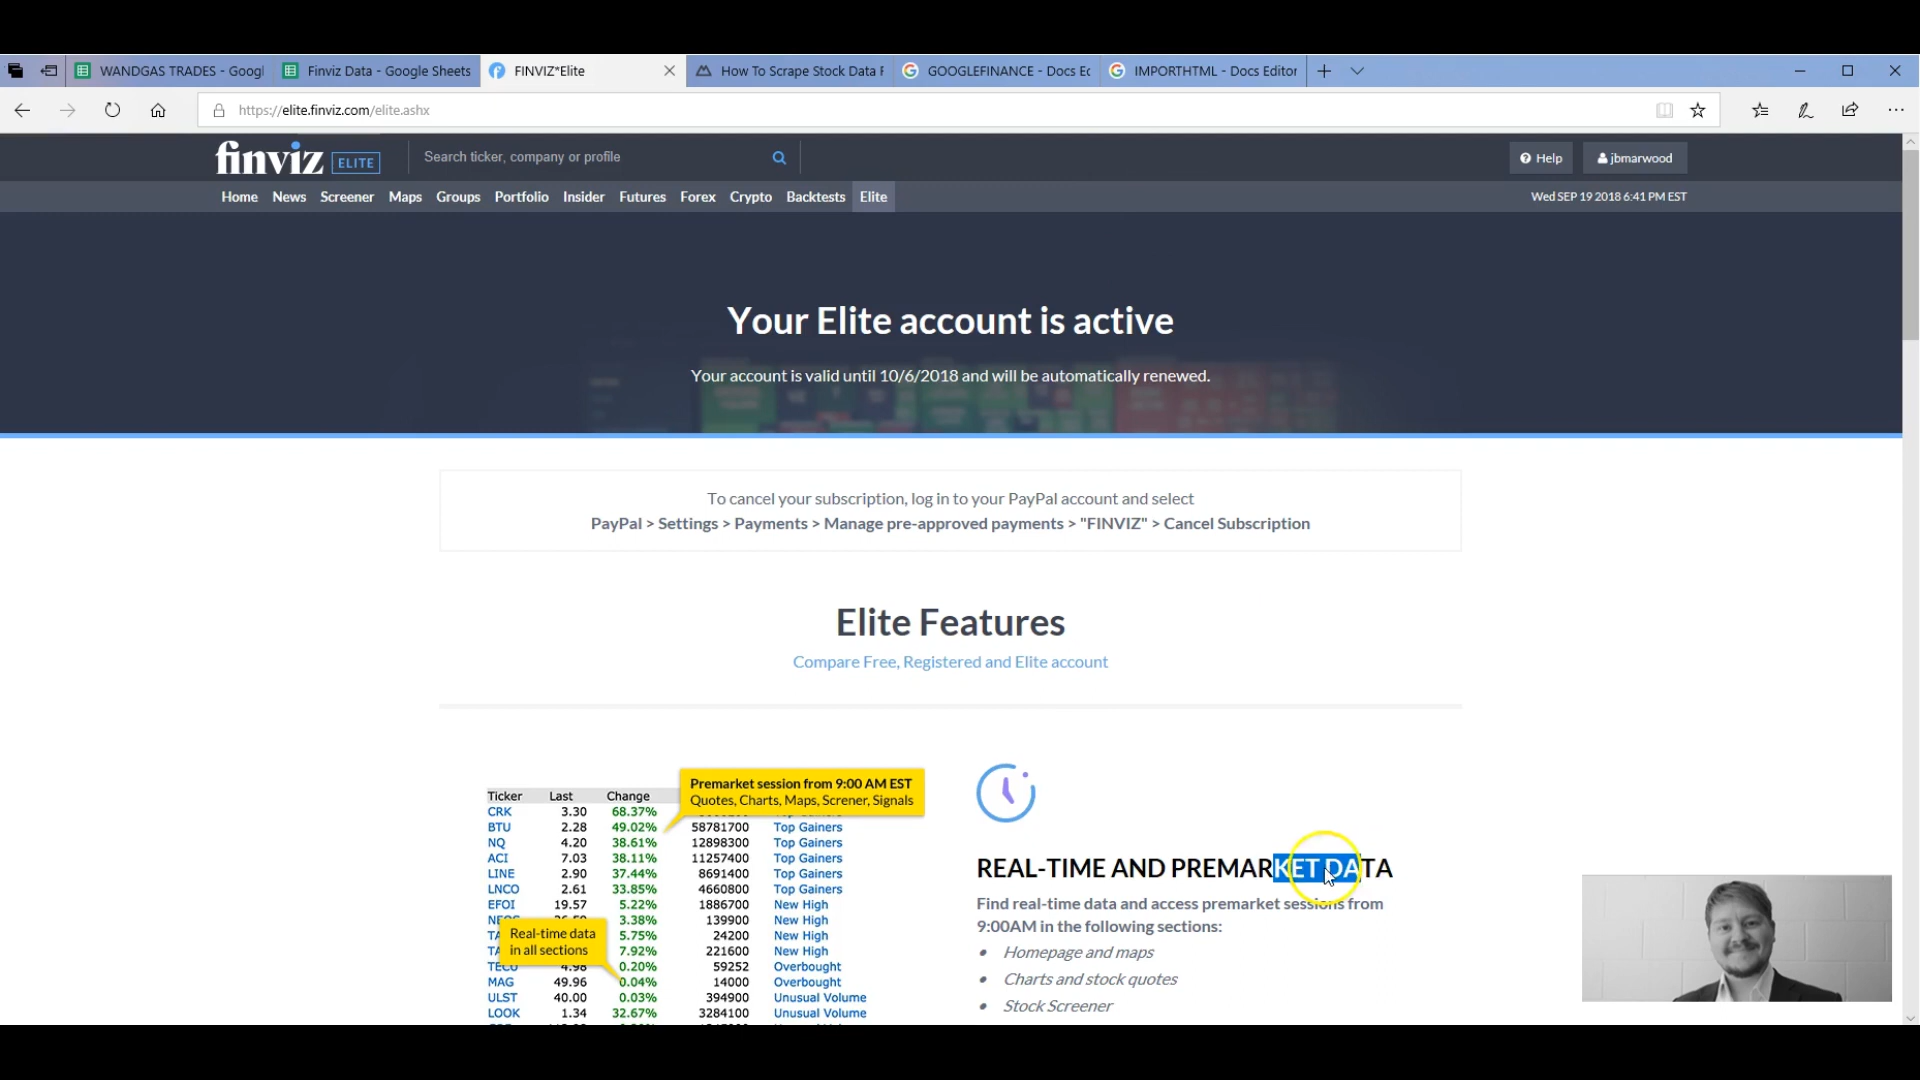 WANDGAS TRADES - Googl
Finviz Data - Google Sheets
FINVIZ*Elite
How To Scrape Stock Data F
GOOGLEFINANCE - Docs Ec
IMPORTHTML - Docs Editor
https://elite.finviz.com/elite.ashx
finviz ELITE
Search ticker, company or profile
Help
jbmarwood
Home News Screener Maps Groups Portfolio Insider Futures Forex Crypto Backtests Elite
Wed SEP 19 2018 6:41 PM EST
Your Elite account is active
Your account is valid until 10/6/2018 and will be automatically renewed.
To cancel your subscription, log in to your PayPal account and select
PayPal > Settings > Payments > Manage pre-approved payments > "FINVIZ" > Cancel Subscription
Elite Features
Compare Free, Registered and Elite account
Premarket session from 9:00 AM EST
Quotes, Charts, Maps, Screner, Signals
Ticker Last Change
CRK 3.30 68.37%
BTU 2.28 49.02% 58781700 Top Gainers
NQ 4.20 38.61% 12898300 Top Gainers
ACI 7.03 38.11% 11257400 Top Gainers
LINE 2.90 37.44% 8691400 Top Gainers
LNCO 2.61 33.85% 4660800 Top Gainers
EFOI 19.57 5.22% 1886700 New High
3.38% 139900 New High
5.75% 24200 New High
7.92% 221600 New High
Real-time data
in all sections
TECU 4.98 0.20% 59252 Overbought
MAG 49.96 0.04% 14000 Overbought
ULST 40.00 0.03% 394900 Unusual Volume
LOOK 1.34 32.67% 3284100 Unusual Volume
REAL-TIME AND PREMARKET DATA
Find real-time data and access premarket sessions from
9:00AM in the following sections:
Homepage and maps
Charts and stock quotes
Stock Screener